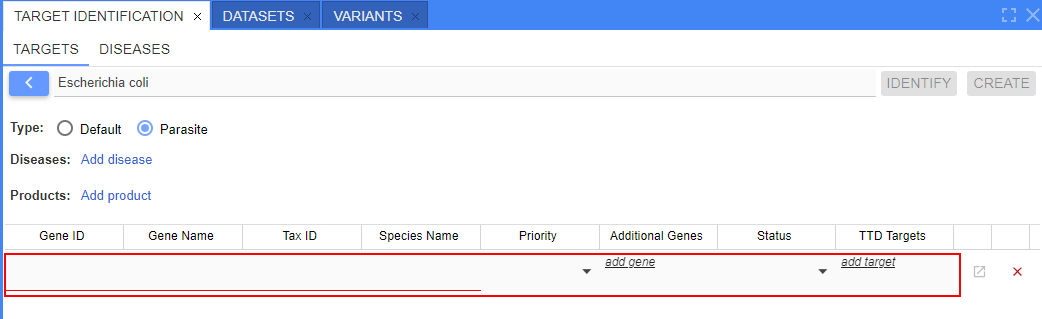 TARGET IDENTIFICATION × DATASETS × VARIANTS ×
TARGETS DISEASES
Escherichia coli IDENTIFY CREATE
Type: Default Parasite
Diseases: Add disease
Products: Add product
Gene ID Gene Name Tax ID Species Name Priority Additional Genes Status TTD Targets
add gene add target